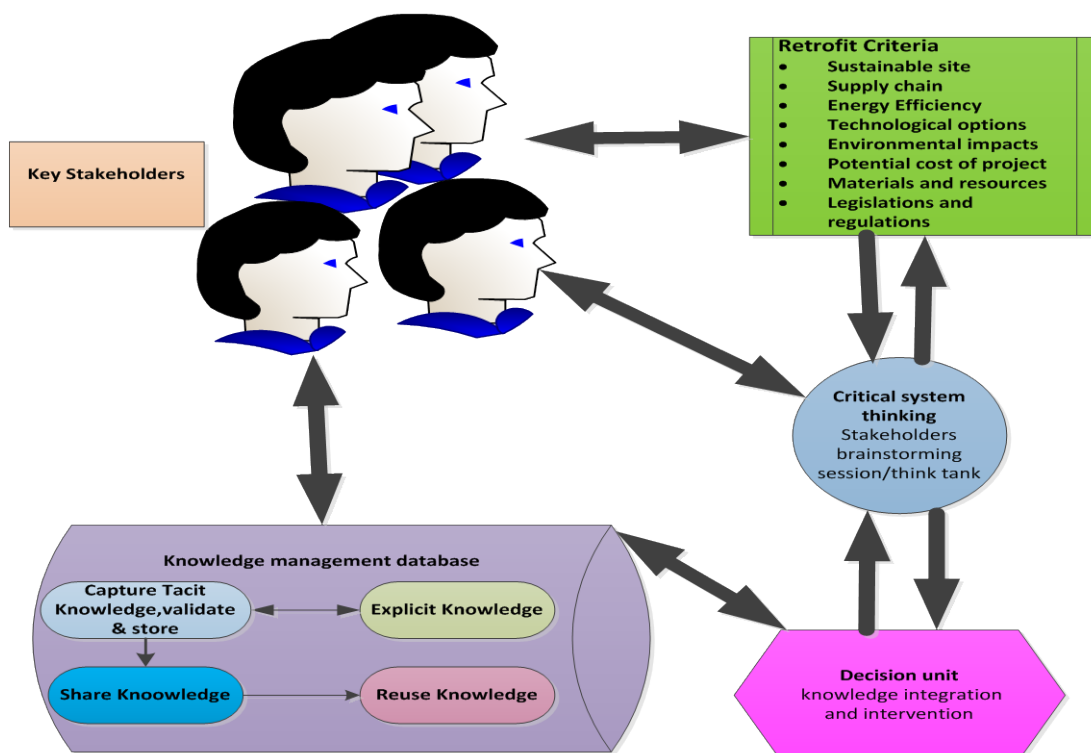 Key Stakeholders
Retrofit Criteria
• Sustainable site
• Supply chain
• Energy Efficiency
• Technological options
• Environmental impacts
• Potential cost of project
• Materials and resources
• Legislations and
regulations
Critical system
thinking
Stakeholders
brainstorming
session/think tank
Knowledge management database
Capture Tacit
Knowledge,validate
& store
Explicit Knowledge
Share Knoowledge
Reuse Knowledge
Decision unit
knowledge integration
and intervention